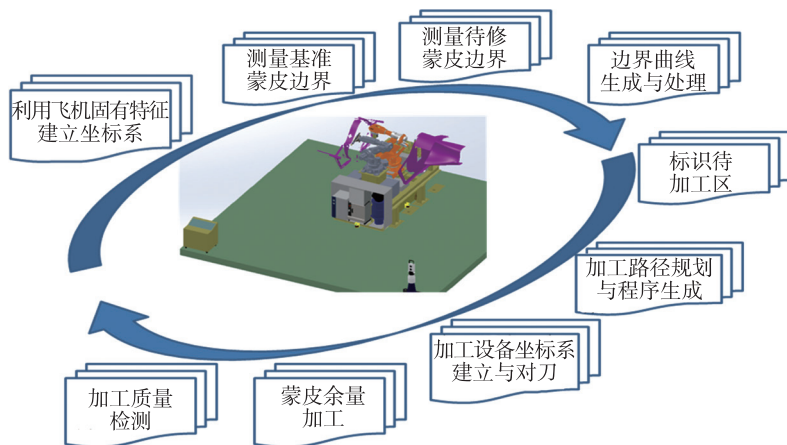 利用飞机固有特征
建立坐标系
测量基准
蒙皮边界
测量待修
蒙皮边界
边界曲线
生成与处理
标识待
加工区
加工路径规划
与程序生成
加工设备坐标系
建立与对刀
蒙皮余量
加工
加工质量
检测